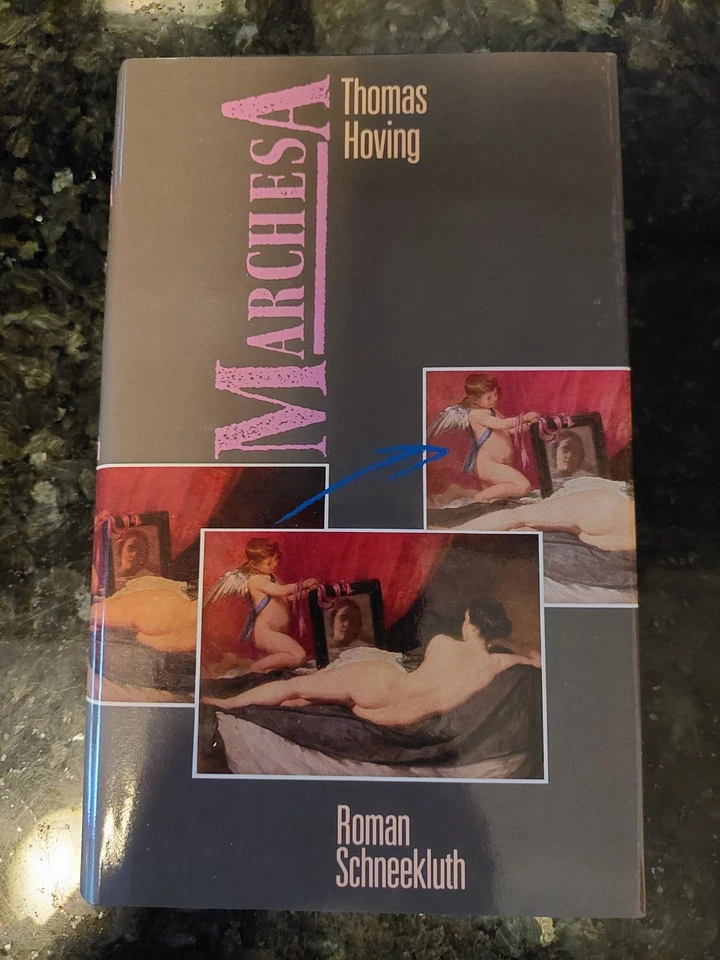 MARCHESA
Thomas
Hoving
Roman
Schneekluth